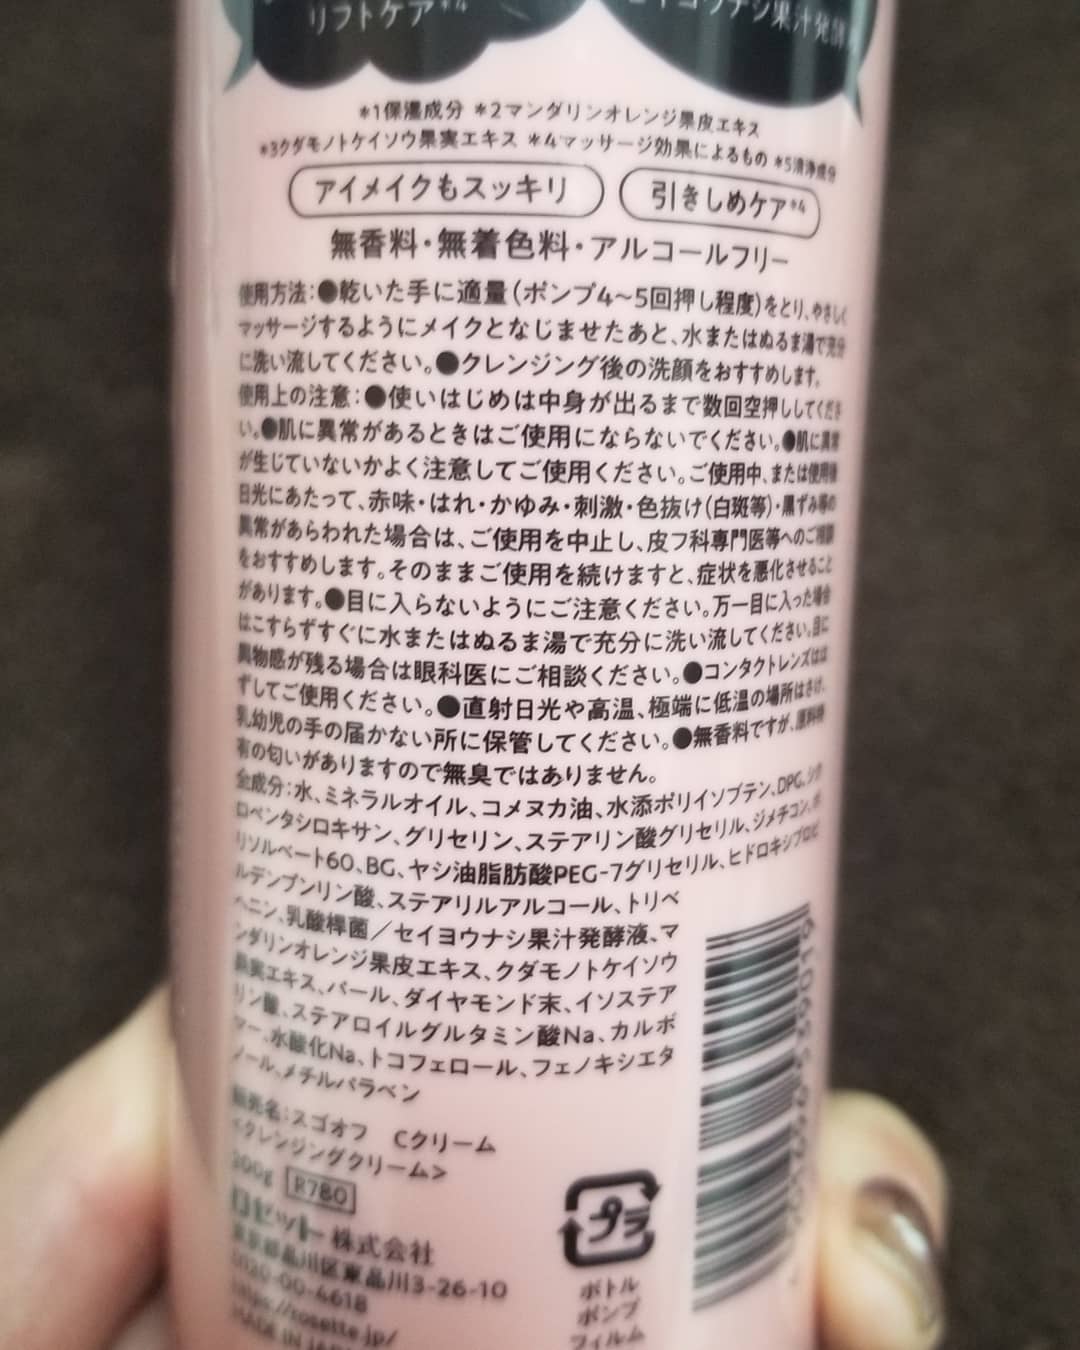 リフトケア*4
ヨウナシ果汁発酵
*1保湿成分 *2マンダリンオレンジ果皮エキス
*3クダモノトケイソウ果実エキス *4マッサージ効果によるもの *5清浄成分
アイメイクもスッキリ
引きしめケア*4
無香料・無着色料・アルコールフリー
使用方法:●乾いた手に適量(ポンプ4〜5回押し程度)をとり、やさしく
マッサージするようにメイクとなじませたあと、水またはぬるま湯で充分
に洗い流してください。●クレンジング後の洗顔をおすすめします。
使用上の注意:●使いはじめは中身が出るまで数回空押ししてくださ
い。●肌に異常があるときはご使用にならないでください。●肌に異常
が生じていないかよく注意してご使用ください。ご使用中、または使用後
日光にあたって、赤味・はれ・かゆみ・刺激・色抜け(白斑等)・黒ずみ等の
異常があらわれた場合は、ご使用を中止し、皮フ科専門医等へのご相談
をおすすめします。そのままご使用を続けますと、症状を悪化させること
があります。●目に入らないようにご注意ください。万一目に入った場合
はこすらずすぐに水またはぬるま湯で充分に洗い流してください。目に
異物感が残る場合は眼科医にご相談ください。●コンタクトレンズはは
ずしてご使用ください。●直射日光や高温、極端に低温の場所はさけ、
乳幼児の手の届かない所に保管してください。●無香料ですが、原料特
有の匂いがありますので無臭ではありません。
全成分:水、ミネラルオイル、コメヌカ油、水添ポリイソブテン、DPG、シク
ロペンタシロキサン、グリセリン、ステアリン酸グリセリル、ジメチコン、ポ
リソルベート60、BG、ヤシ油脂肪酸PEG-7グリセリル、ヒドロキシプロピ
ルデンプンリン酸、ステアリルアルコール、トリベ
ヘニン、乳酸桿菌/セイヨウナシ果汁発酵液、マ
ンダリンオレンジ果皮エキス、クダモノトケイソウ
果実エキス、パール、ダイヤモンド末、イソステア
リン酸、ステアロイルグルタミン酸Na、カルボ
マー、水酸化Na、トコフェロール、フェノキシエタ
ノール、メチルパラベン
販売名:スゴオフ Cクリーム
<クレンジングクリーム>
200g R780
ロゼット株式会社
東京都品川区東品川3-26-10
0120-00-4618
https://rosette.jp/
MADE IN JAPAN
プラ
ボトル
ポンプ
フィルム